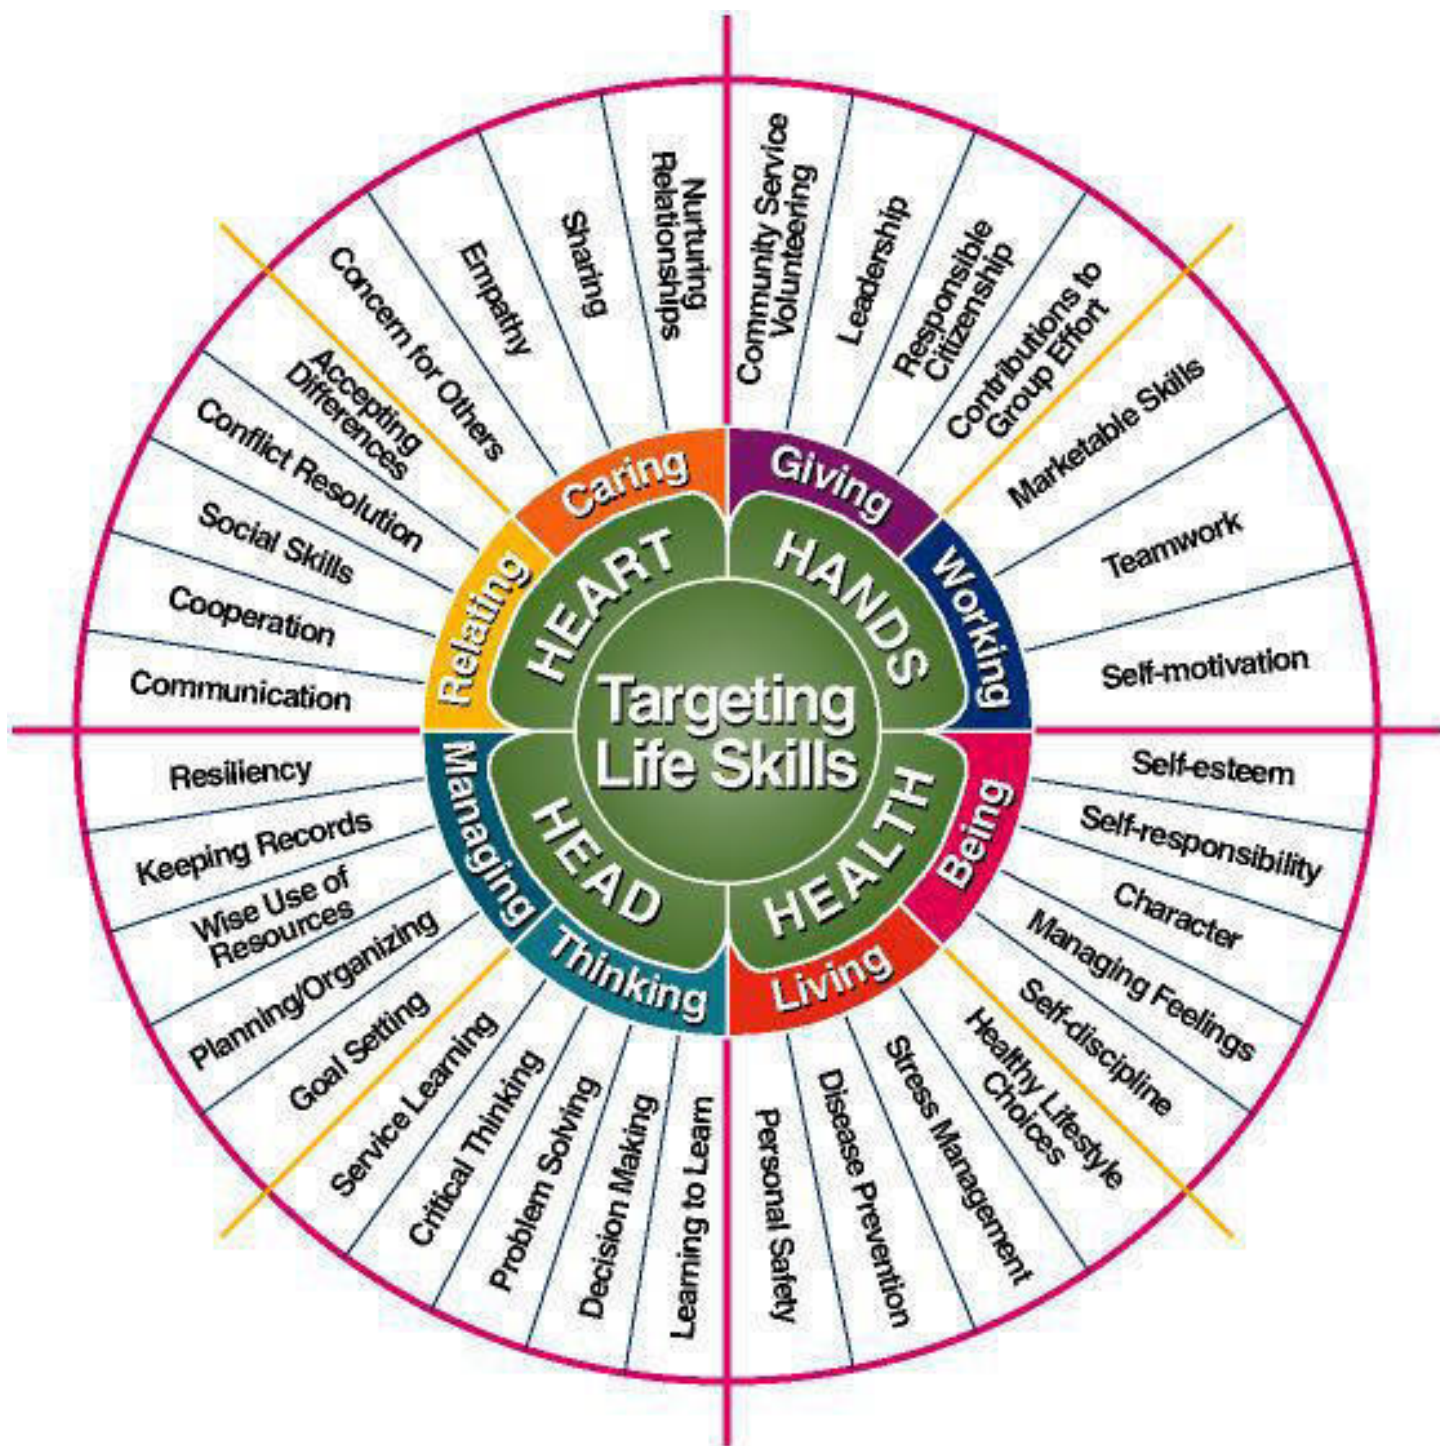 Targeting
Life Skills
HEART
HANDS
HEALTH
HEAD
Caring
Giving
Working
Being
Living
Thinking
Managing
Relating
Nurturing
Relationships
Sharing
Empathy
Concern for Others
Accepting
Differences
Conflict Resolution
Social Skills
Cooperation
Communication
Community Service
Volunteering
Leadership
Responsible
Citizenship
Contributions to
Group Effort
Marketable Skills
Teamwork
Self-motivation
Self-esteem
Self-responsibility
Character
Managing Feelings
Self-discipline
Healthy Lifestyle
Choices
Stress Management
Disease Prevention
Personal Safety
Learning to Learn
Decision Making
Problem Solving
Critical Thinking
Service Learning
Goal Setting
Planning/Organizing
Wise Use of
Resources
Keeping Records
Resiliency